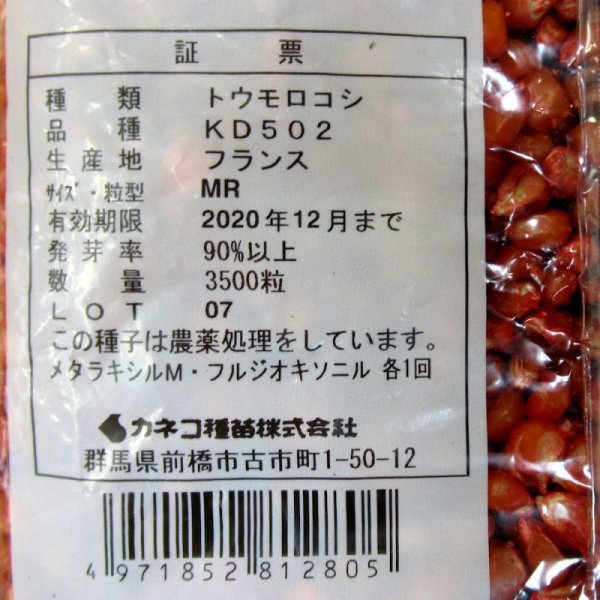 証 票
種 類 トウモロコシ
品 種 KD502
生 産 地 フランス
サイズ・粒型 MR
有効期限 2020年12月まで
発 芽 率 90%以上
数 量 3500粒
L O T 07
この種子は農薬処理をしています。
メタラキシルM・フルジオキソニル 各1回
カネコ種苗株式会社
群馬県前橋市古市町1-50-12
4 971852 812805